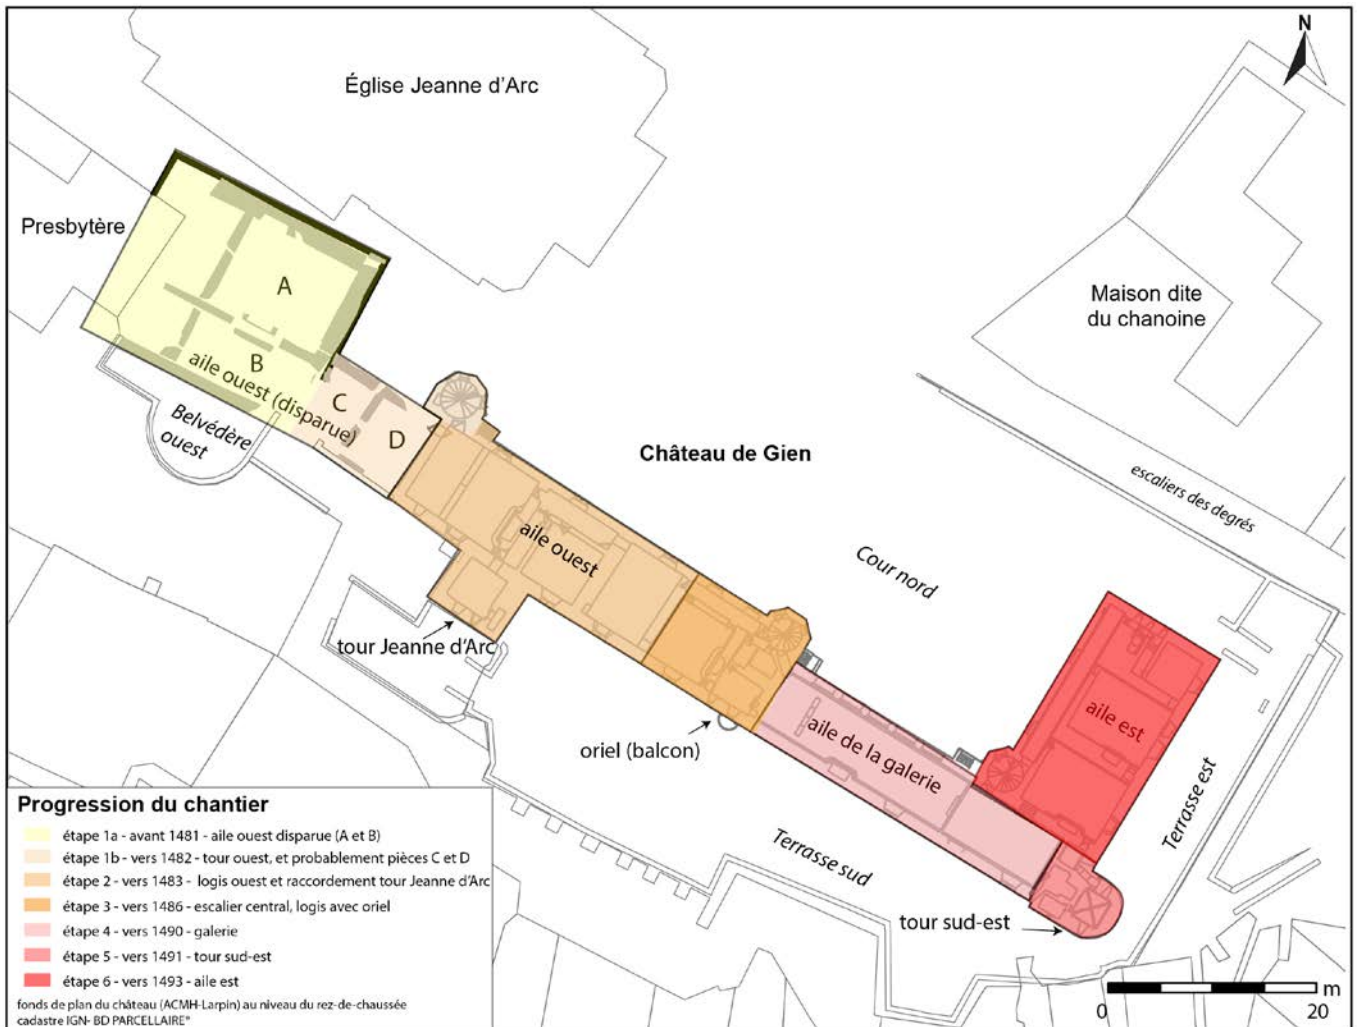 N
Église Jeanne d'Arc
Presbytère
Maison dite
du chanoine
A
B
aile ouest (disparue)
C
D
Belvédère
ouest
Château de Gien
escaliers des degrés
aile ouest
Cour nord
tour Jeanne d'Arc
aile est
oriel (balcon)
aile de la galerie
Terrasse est
Terrasse sud
tour sud-est
Progression du chantier
étape 1a - avant 1481 - aile ouest disparue (A et B)
étape 1b - vers 1482 - tour ouest, et probablement pièces C et D
étape 2 - vers 1483 - logis ouest et raccordement tour Jeanne d'Arc
étape 3 - vers 1486 - escalier central, logis avec oriel
étape 4 - vers 1490 - galerie
étape 5 - vers 1491 - tour sud-est
étape 6 - vers 1493 - aile est
fonds de plan du château (ACMH-Larpin) au niveau du rez-de-chaussée
cadastre IGN- BD PARCELLAIRE®
m
0 20